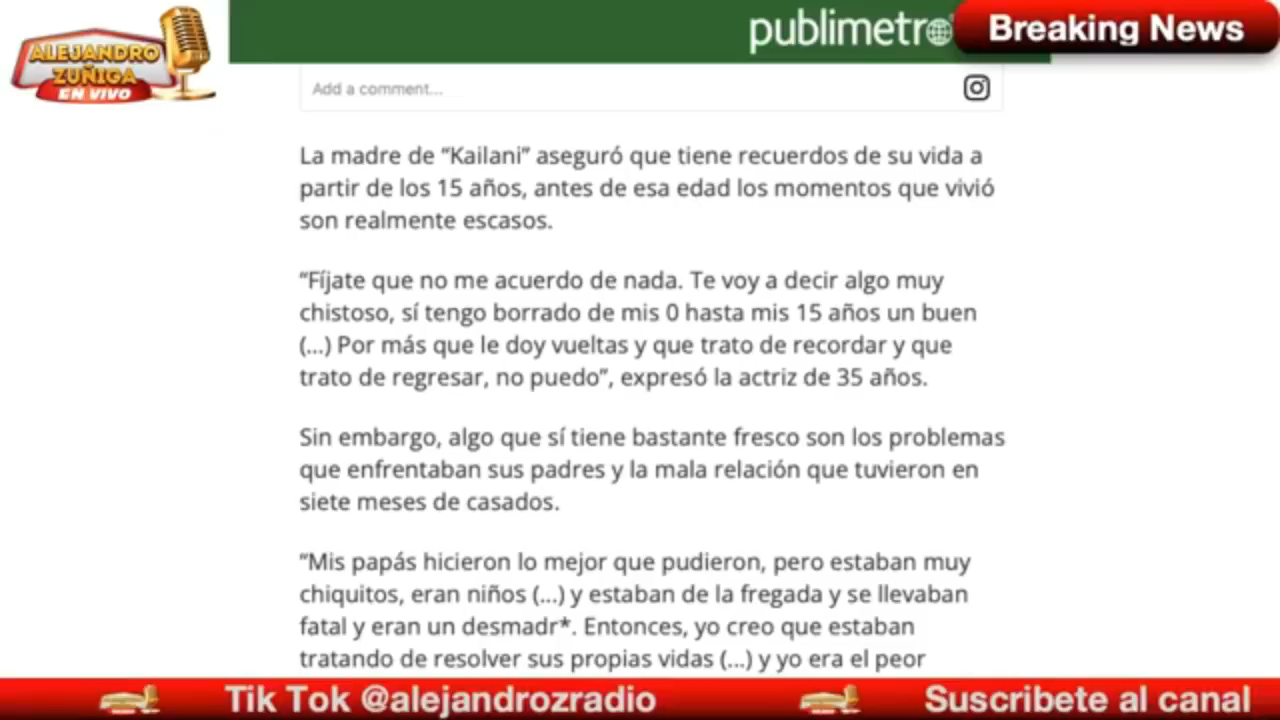 ALEJANDRO
ZUÑIGA
EN VIVO
publimetro
Breaking News
Add a comment...
La madre de “Kailani” aseguró que tiene recuerdos de su vida a
partir de los 15 años, antes de esa edad los momentos que vivió
son realmente escasos.
“Fíjate que no me acuerdo de nada. Te voy a decir algo muy
chistoso, sí tengo borrado de mis 0 hasta mis 15 años un buen
(...) Por más que le doy vueltas y que trato de recordar y que
trato de regresar, no puedo”, expresó la actriz de 35 años.
Sin embargo, algo que sí tiene bastante fresco son los problemas
que enfrentaban sus padres y la mala relación que tuvieron en
siete meses de casados.
“Mis papás hicieron lo mejor que pudieron, pero estaban muy
chiquitos, eran niños (...) y estaban de la fregada y se llevaban
fatal y eran un desmadr*. Entonces, yo creo que estaban
tratando de resolver sus propias vidas (...) y yo era el peor
Tik Tok @alejandrozradio
Suscribete al canal